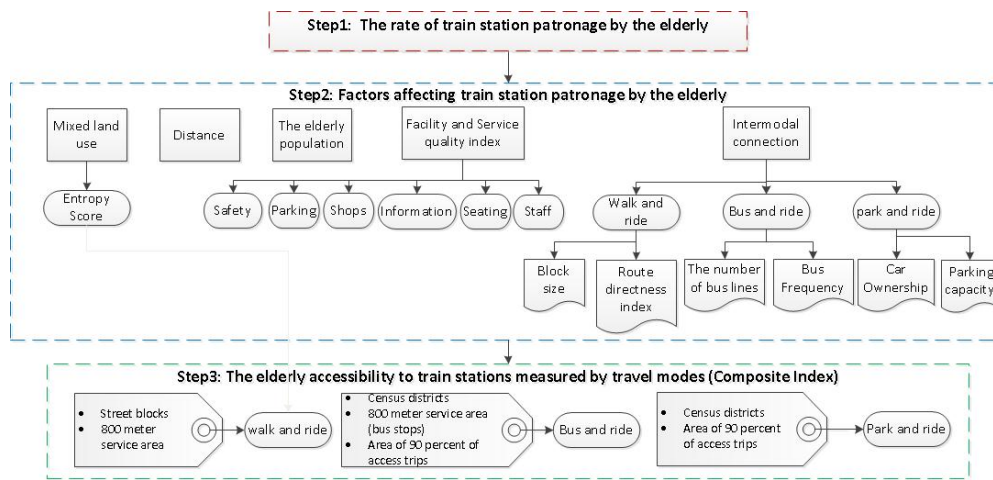 Step1: The rate of train station patronage by the elderly
Step2: Factors affecting train station patronage by the elderly
Mixed land
use
Distance
The elderly
population
Facility and Service
quality index
Intermodal
connection
Entropy
Score
Safety
Parking
Shops
Information
Seating
Staff
Walk and
ride
Bus and ride
park and ride
Block
size
Route
directness
index
The number
of bus lines
Bus
Frequency
Car
Ownership
Parking
capacity
Step3: The elderly accessibility to train stations measured by travel modes (Composite Index)
• Street blocks
• 800 meter
service area
walk and ride
• Census districts
• 800 meter service area
(bus stops)
• Area of 90 percent of
access trips
Bus and ride
• Census districts
• Area of 90 percent of
access trips
Park and ride